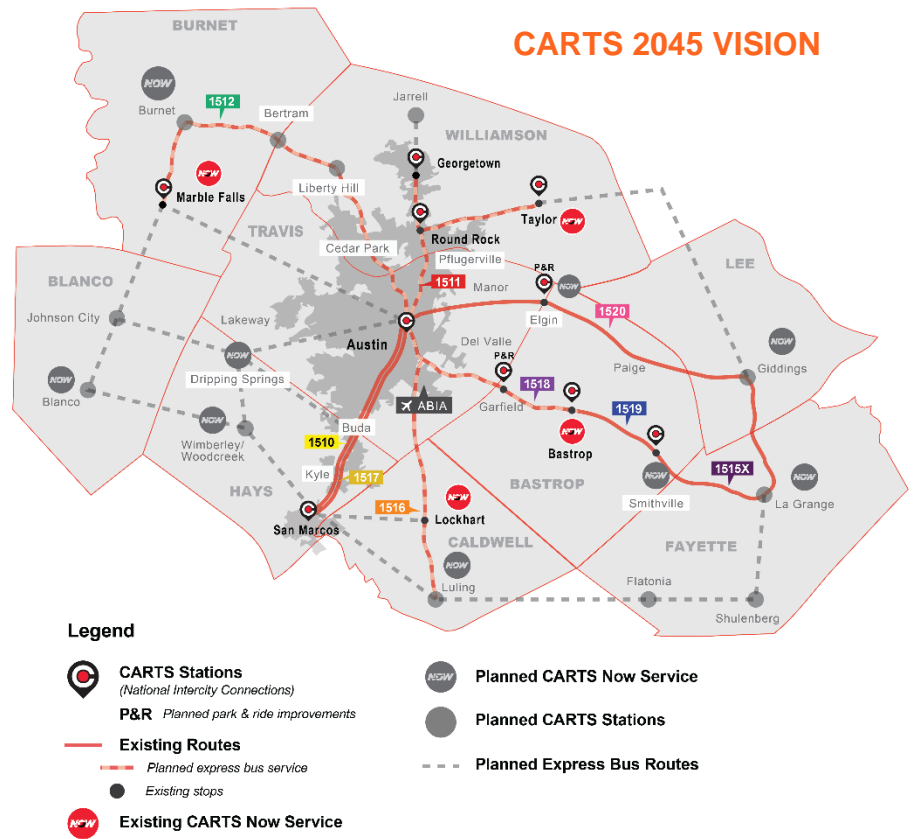 CARTS 2045 VISION
BURNET
NOW
Burnet
1512
Bertram
Jarrell
WILLIAMSON
Georgetown
NOW
Marble Falls
Liberty Hill
Taylor
NOW
Round Rock
TRAVIS
Cedar Park
Pflugerville
LEE
BLANCO
1511
Manor
P&R
NOW
1520
Elgin
Johnson City
Lakeway
Austin
Del Valle
Paige
NOW
Giddings
NOW
Dripping Springs
P&R
1518
Garfield
NOW
Blanco
ABIA
1519
NOW
Wimberley/
Woodcreek
Buda
1510
NOW
Bastrop
1515X
NOW
La Grange
Kyle
1517
BASTROP
NOW
Smithville
HAYS
1516
NOW
Lockhart
San Marcos
CALDWELL
FAYETTE
NOW
Luling
Flatonia
Shulenberg
Legend
CARTS Stations
(National Intercity Connections)
P&R Planned park & ride improvements
Existing Routes
Planned express bus service
Existing stops
NOW Existing CARTS Now Service
NOW Planned CARTS Now Service
Planned CARTS Stations
Planned Express Bus Routes